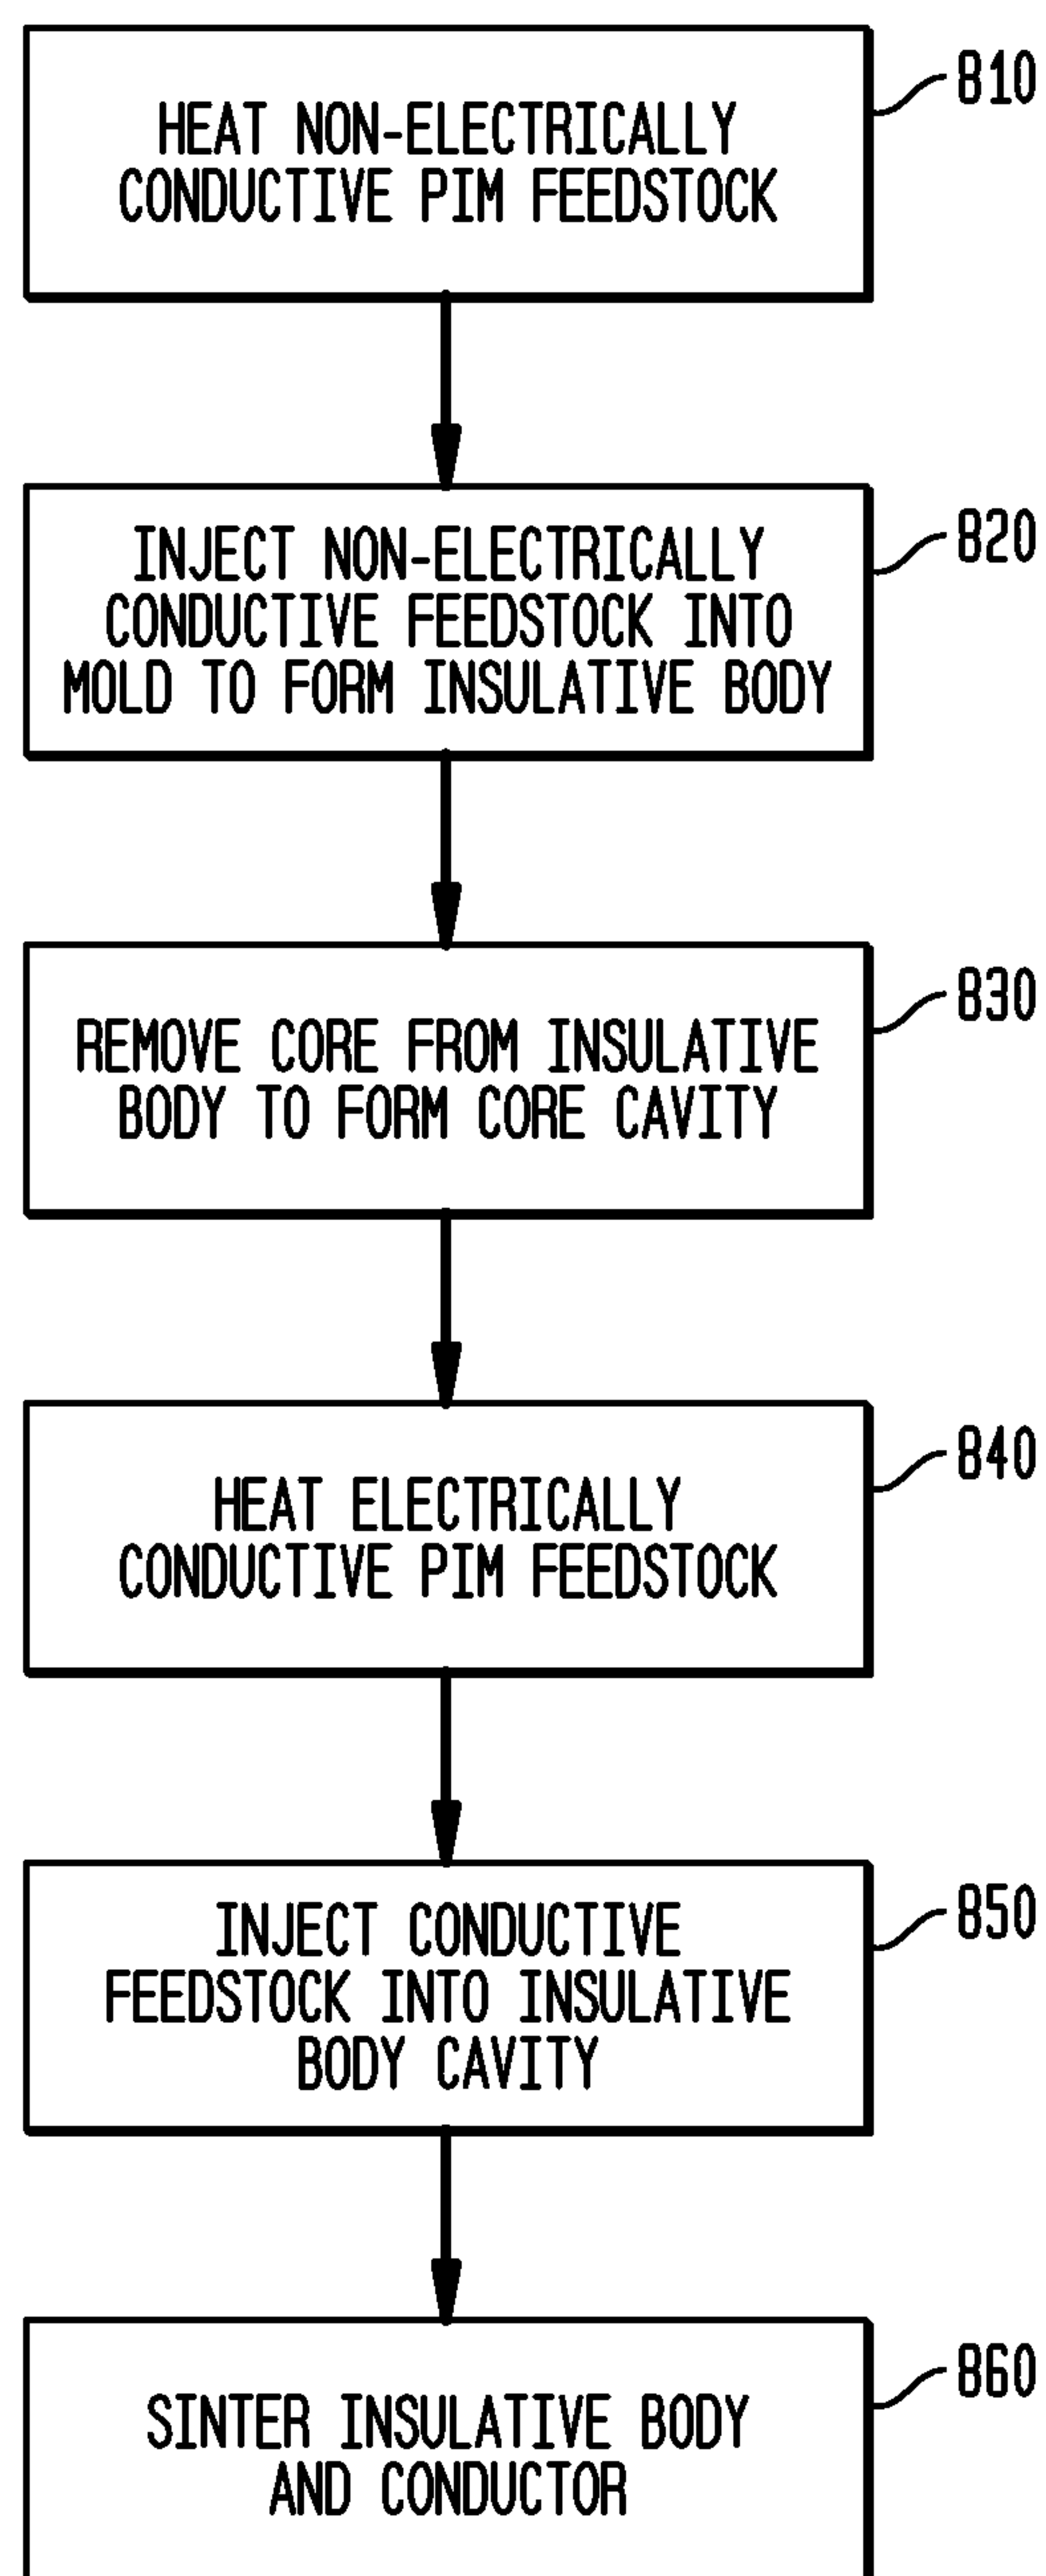 810
HEAT NON-ELECTRICALLY
CONDUCTIVE PIM FEEDSTOCK
820
INJECT NON-ELECTRICALLY
CONDUCTIVE FEEDSTOCK INTO
MOLD TO FORM INSULATIVE BODY
830
REMOVE CORE FROM INSULATIVE
BODY TO FORM CORE CAVITY
840
HEAT ELECTRICALLY
CONDUCTIVE PIM FEEDSTOCK
850
INJECT CONDUCTIVE
FEEDSTOCK INTO INSULATIVE
BODY CAVITY
860
SINTER INSULATIVE BODY
AND CONDUCTOR